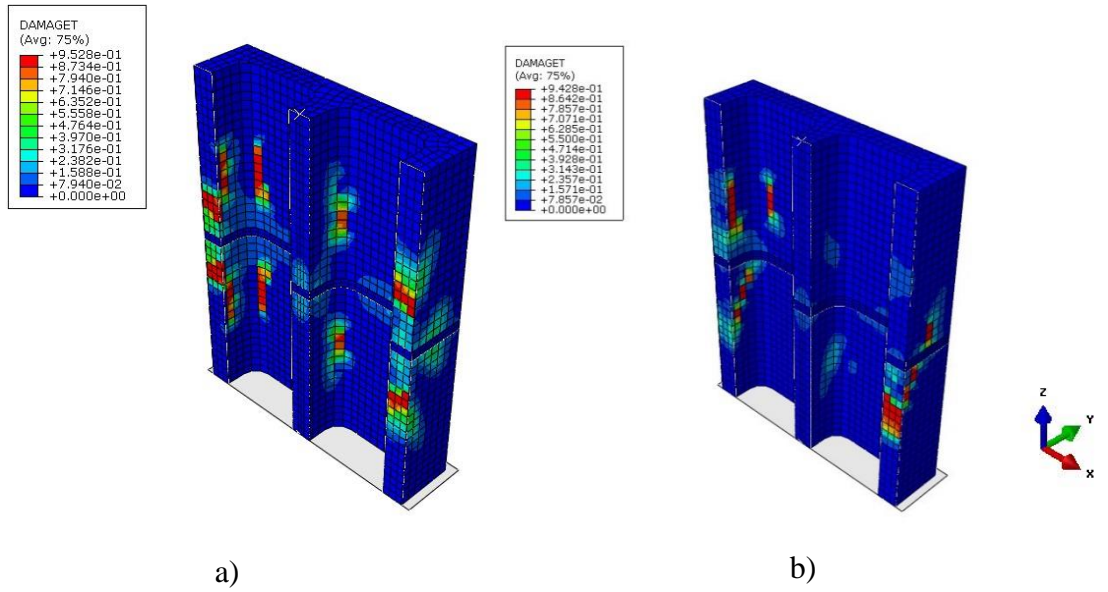 DAMAGET
(Avg: 75%)
+9.528e-01
+8.734e-01
+7.940e-01
+7.146e-01
+6.352e-01
+5.558e-01
+4.764e-01
+3.970e-01
+3.176e-01
+2.382e-01
+1.588e-01
+7.940e-02
+0.000e+00
DAMAGET
(Avg: 75%)
+9.428e-01
+8.642e-01
+7.857e-01
+7.071e-01
+6.285e-01
+5.500e-01
+4.714e-01
+3.928e-01
+3.143e-01
+2.357e-01
+1.571e-01
+7.857e-02
+0.000e+00
Z
Y
X
a)
b)